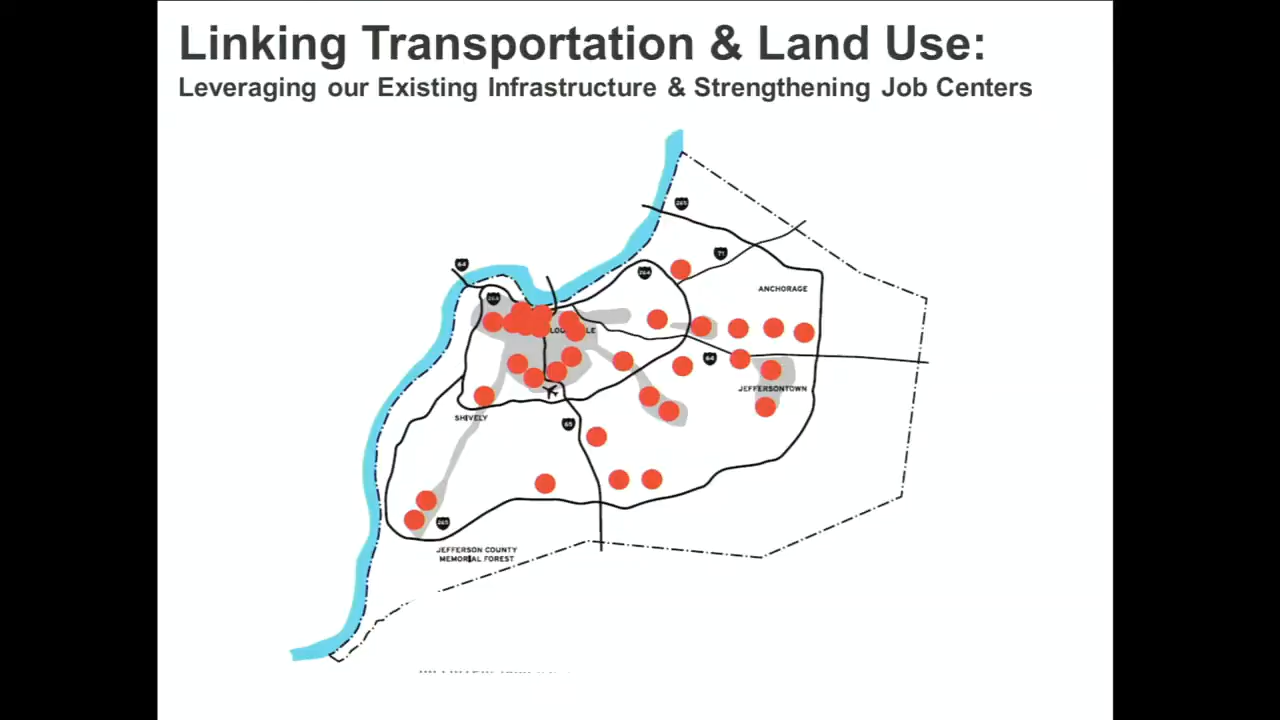 Linking Transportation & Land Use:
Leveraging our Existing Infrastructure & Strengthening Job Centers
265
71
64
264
ANCHORAGE
264
64
JEFFERSONTOWN
SHIVELY
65
265
JEFFERSON COUNTY
MEMORIAL FOREST